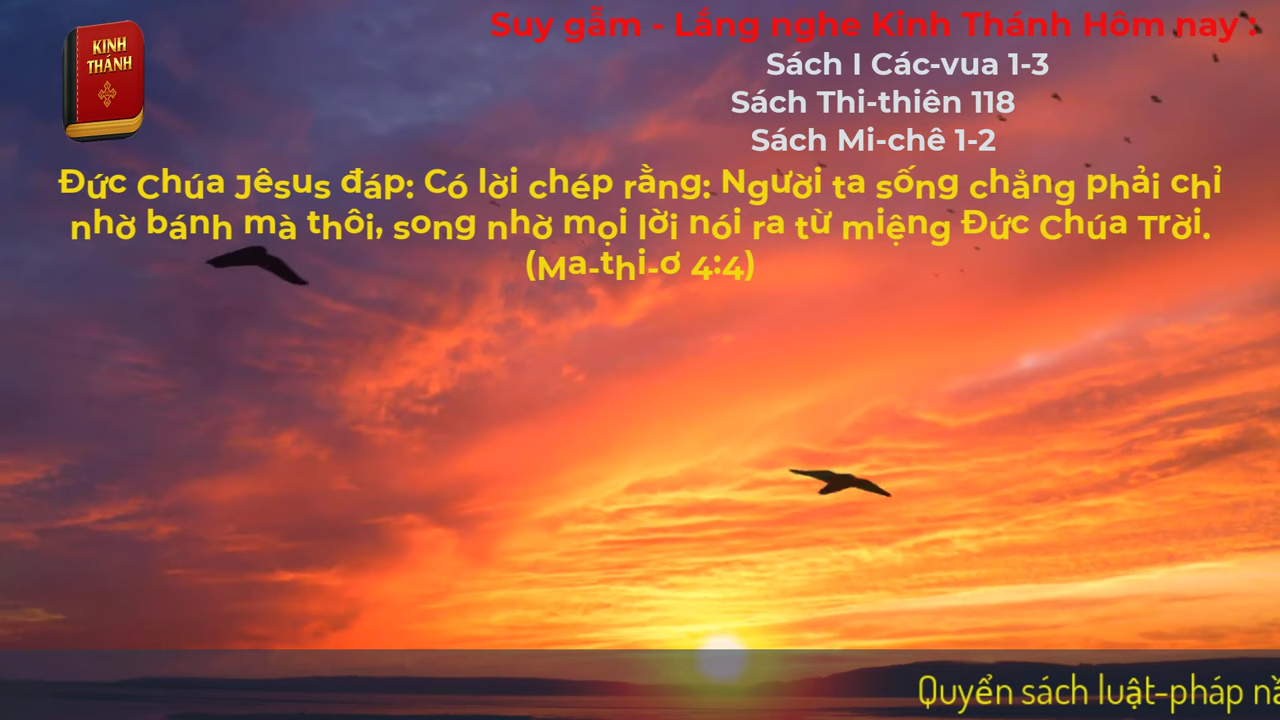 KINH
THÁNH
Suy gẫm - Lắng nghe Kinh Thánh Hôm nay :
Sách I Các-vua 1-3
Sách Thi-thiên 118
Sách Mi-chê 1-2
Đức Chúa Jêsus đáp: Có lời chép rằng: Người ta sống chẳng phải chỉ
nhờ bánh mà thôi, song nhờ mọi lời nói ra từ miệng Đức Chúa Trời.
(Ma-thi-ơ 4:4)
Quyển sách luật-pháp